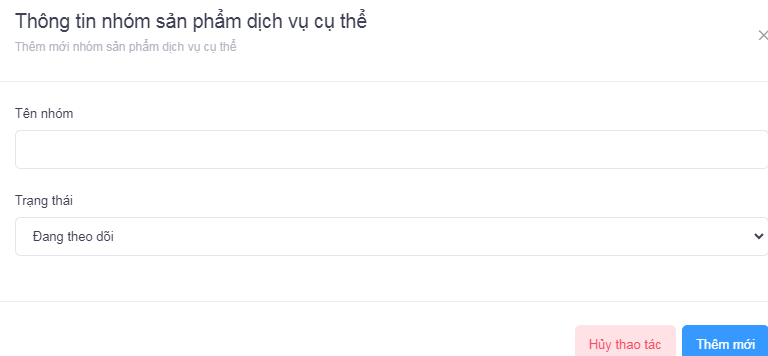 Thông tin nhóm sản phẩm dịch vụ cụ thể
Thêm mới nhóm sản phẩm dịch vụ cụ thể
Tên nhóm
Trạng thái
Đang theo dõi
Hủy thao tác
Thêm mới